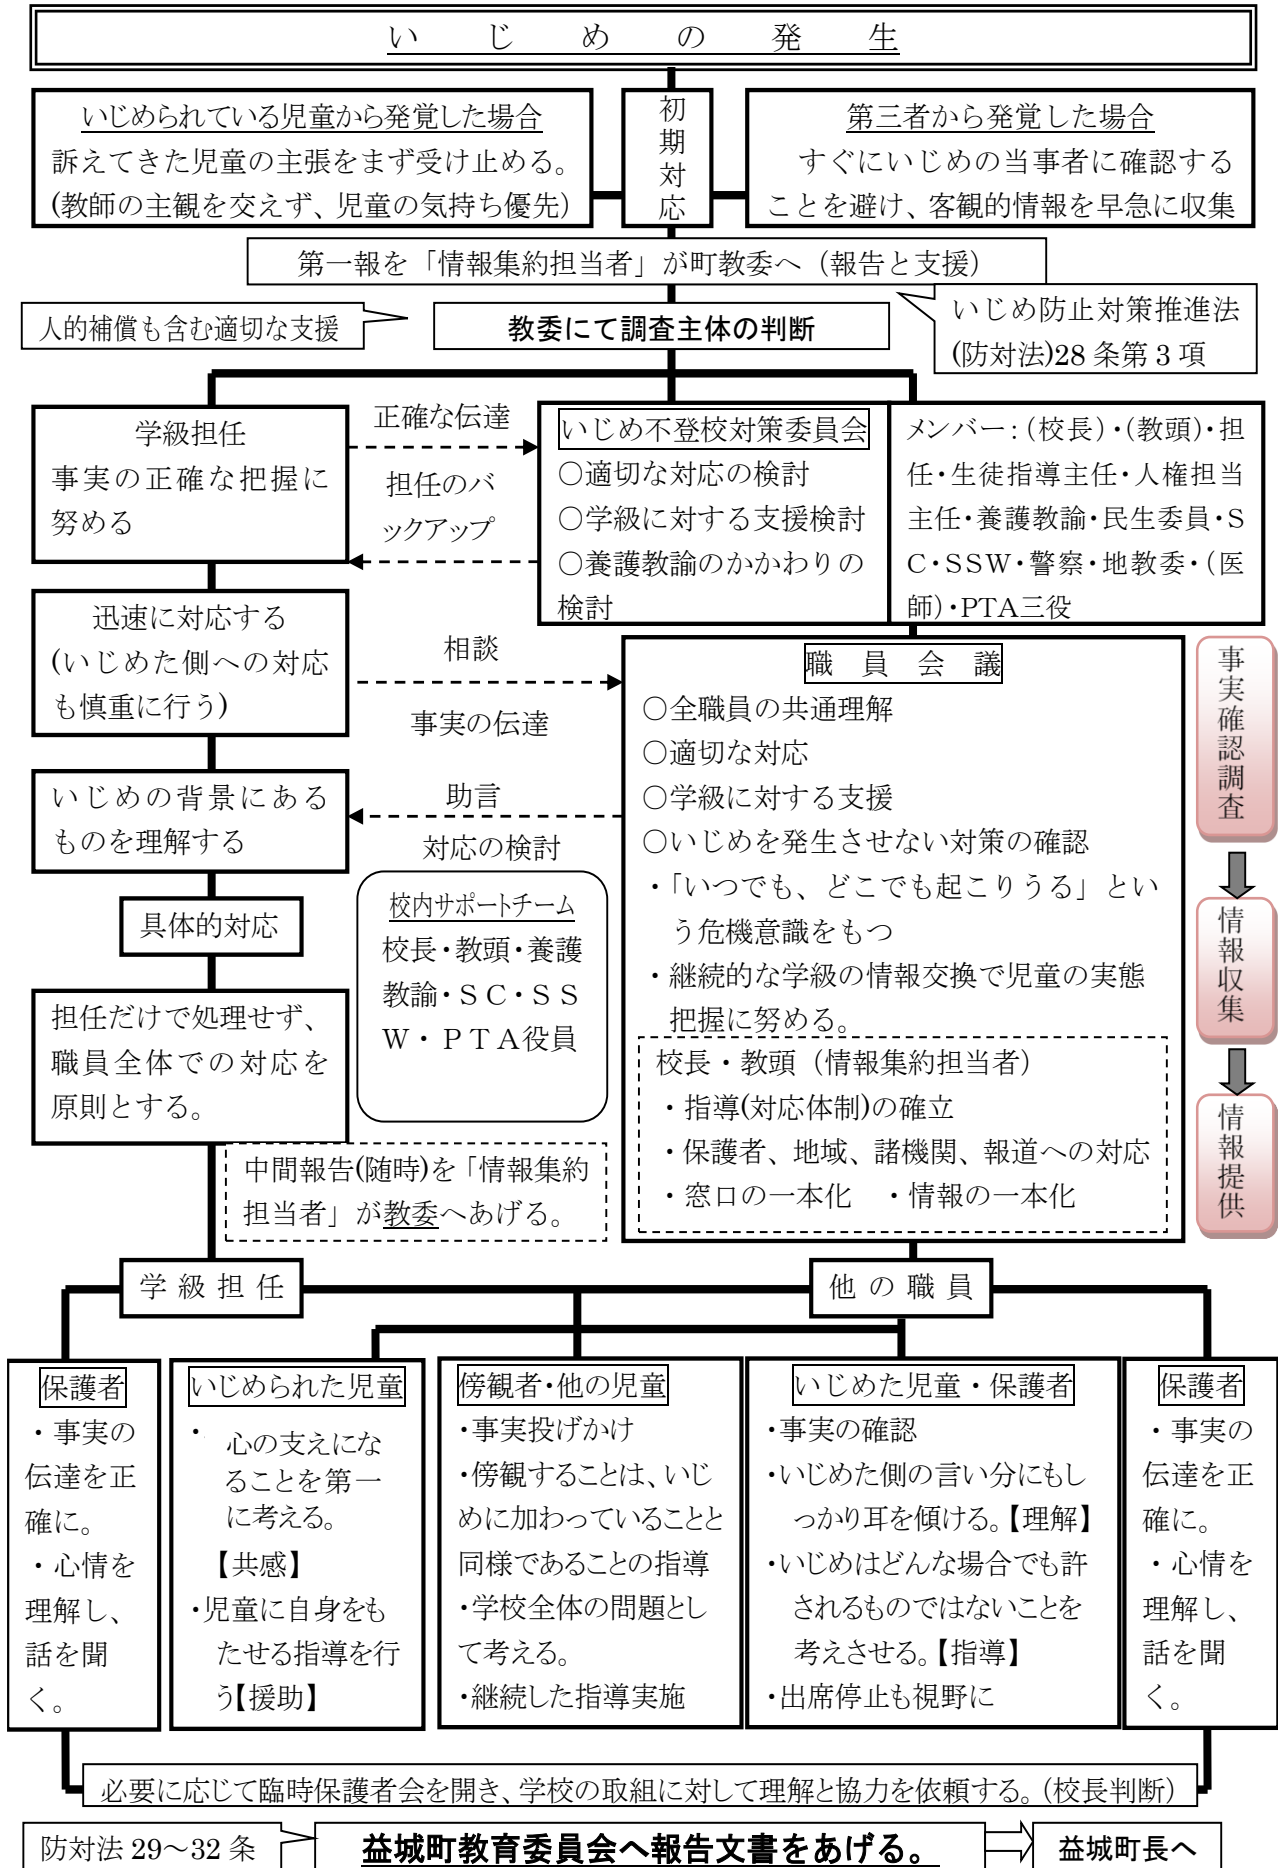 いじめの発生
いじめられている児童から発覚した場合
訴えてきた児童の主張をまず受け止める。
(教師の主観を交えず、児童の気持ち優先)
初期対応
第三者から発覚した場合
すぐにいじめの当事者に確認する
ことを避け、客観的情報を早急に収集
第一報を「情報集約担当者」が町教委へ（報告と支援）
人的補償も含む適切な支援
教委にて調査主体の判断
いじめ防止対策推進法
(防対法)28 条第 3 項
学級担任
事実の正確な把握に
努める
正確な伝達
担任のバ
ックアップ
いじめ不登校対策委員会
○適切な対応の検討
○学級に対する支援検討
○養護教諭のかかわりの
検討
メンバー：(校長)・(教頭)・担
任・生徒指導主任・人権担当
主任・養護教諭・民生委員・S
C・SSW・警察・地教委・(医
師)・PTA三役
迅速に対応する
(いじめた側への対応
も慎重に行う)
相談
事実の伝達
いじめの背景にある
ものを理解する
助言
対応の検討
具体的対応
担任だけで処理せず、
職員全体での対応を
原則とする。
校内サポートチーム
校長・教頭・養護
教諭・ＳＣ・ＳＳ
Ｗ・ＰＴＡ役員
職員会議
○全職員の共通理解
○適切な対応
○学級に対する支援
○いじめを発生させない対策の確認
・「いつでも、どこでも起こりうる」とい
う危機意識をもつ
・継続的な学級の情報交換で児童の実態
把握に努める。
校長・教頭（情報集約担当者）
・指導(対応体制)の確立
・保護者、地域、諸機関、報道への対応
・窓口の一本化　・情報の一本化
事実確認調査
情報収集
情報提供
中間報告(随時)を「情報集約
担当者」が教委へあげる。
学級担任
他の職員
保護者
・事実の
伝達を正
確に。
・心情を
理解し、
話を聞
く。
いじめられた児童
・心の支えにな
ることを第一
に考える。
【共感】
・児童に自身をも
たせる指導を行
う【援助】
傍観者・他の児童
・事実投げかけ
・傍観することは、いじ
めに加わっていることと
同様であることの指導
・学校全体の問題とし
て考える。
・継続した指導実施
いじめた児童・保護者
・事実の確認
・いじめた側の言い分にもし
っかり耳を傾ける。【理解】
・いじめはどんな場合でも許
されるものではないことを
考えさせる。【指導】
・出席停止も視野に
保護者
・事実の
伝達を正
確に。
・心情を
理解し、
話を聞
く。
必要に応じて臨時保護者会を開き、学校の取組に対して理解と協力を依頼する。(校長判断)
防対法 29～32 条
益城町教育委員会へ報告文書をあげる。
益城町長へ